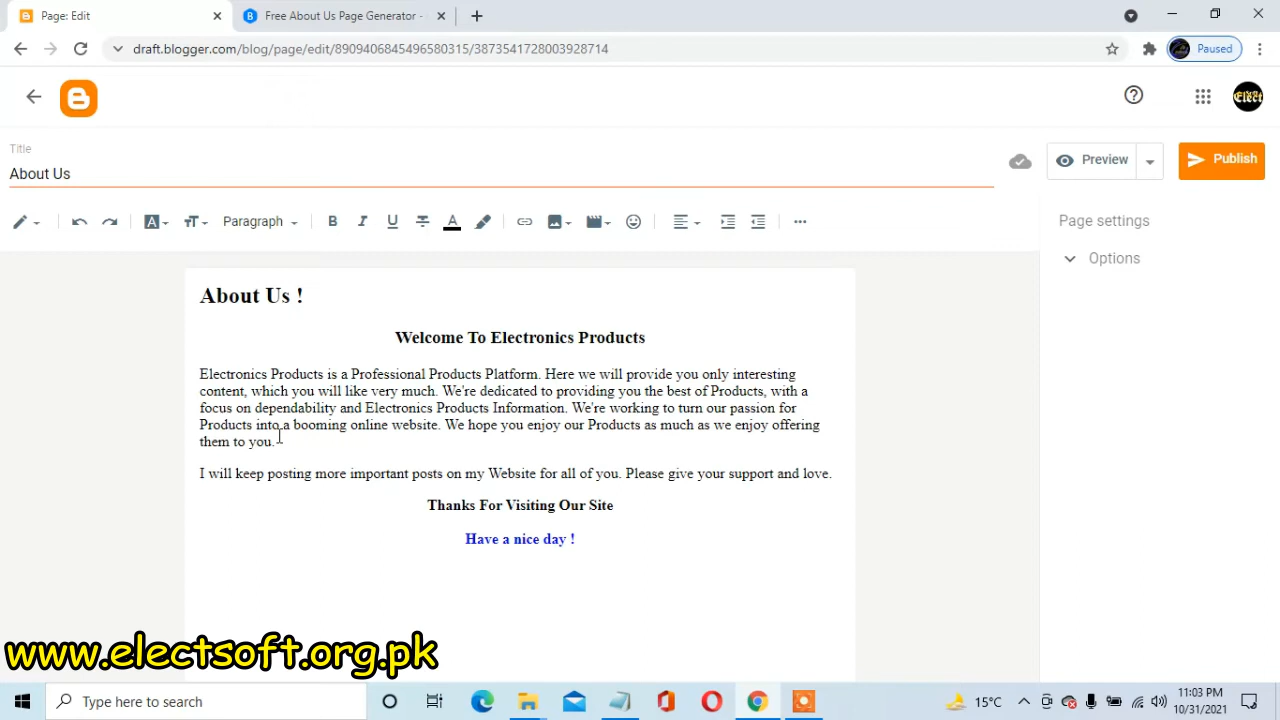 Page: Edit
Free About Us Page Generator -
draft.blogger.com/blog/page/edit/8909406845496580315/3873541728003928714
Paused
Elect
Title
About Us
Preview
Publish
Paragraph
B I U A
Page settings
Options
About Us !
Welcome To Electronics Products
Electronics Products is a Professional Products Platform. Here we will provide you only interesting
content, which you will like very much. We're dedicated to providing you the best of Products, with a
focus on dependability and Electronics Products Information. We're working to turn our passion for
Products into a booming online website. We hope you enjoy our Products as much as we enjoy offering
them to you.
I will keep posting more important posts on my Website for all of you. Please give your support and love.
Thanks For Visiting Our Site
Have a nice day !
www.electsoft.org.pk
Type here to search
15°C
11:03 PM
10/31/2021